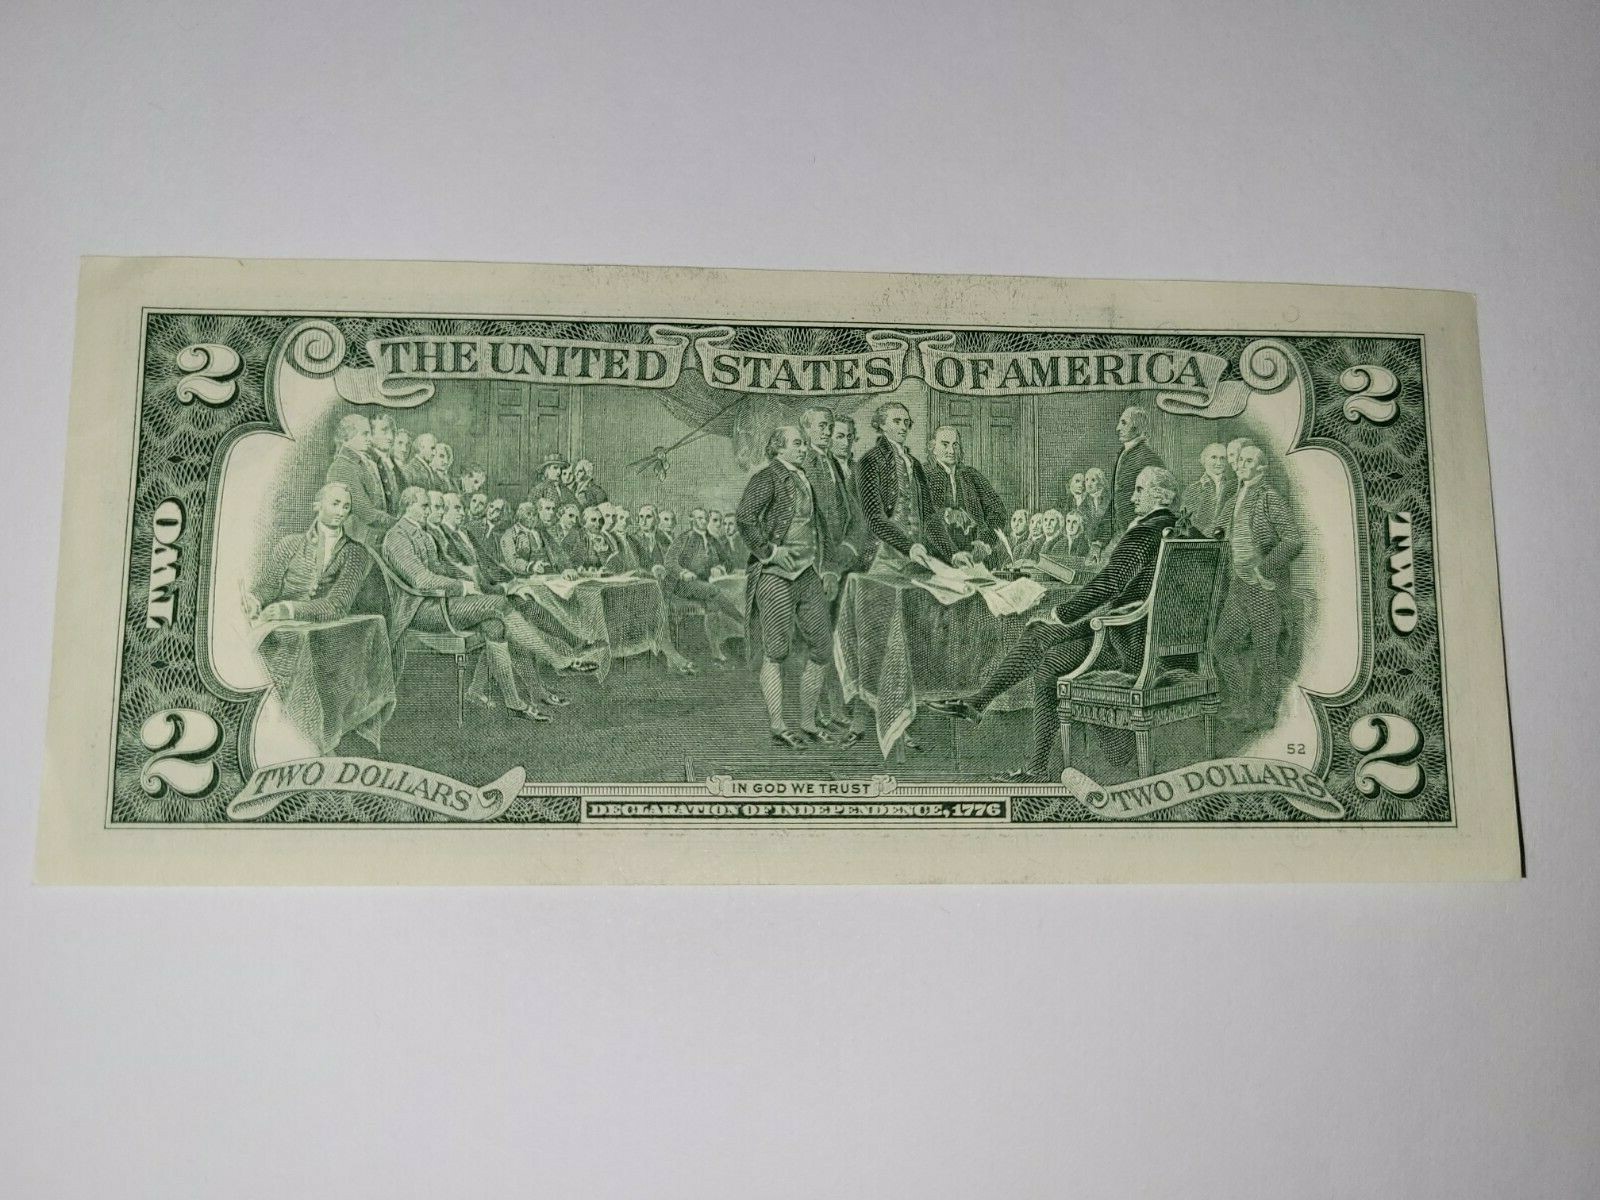 2 THE UNITED STATES OF AMERICA 2
TWO
TWO
52
2 TWO DOLLARS
IN GOD WE TRUST
TWO DOLLARS 2
DECLARATION OF INDEPENDENCE, 1776